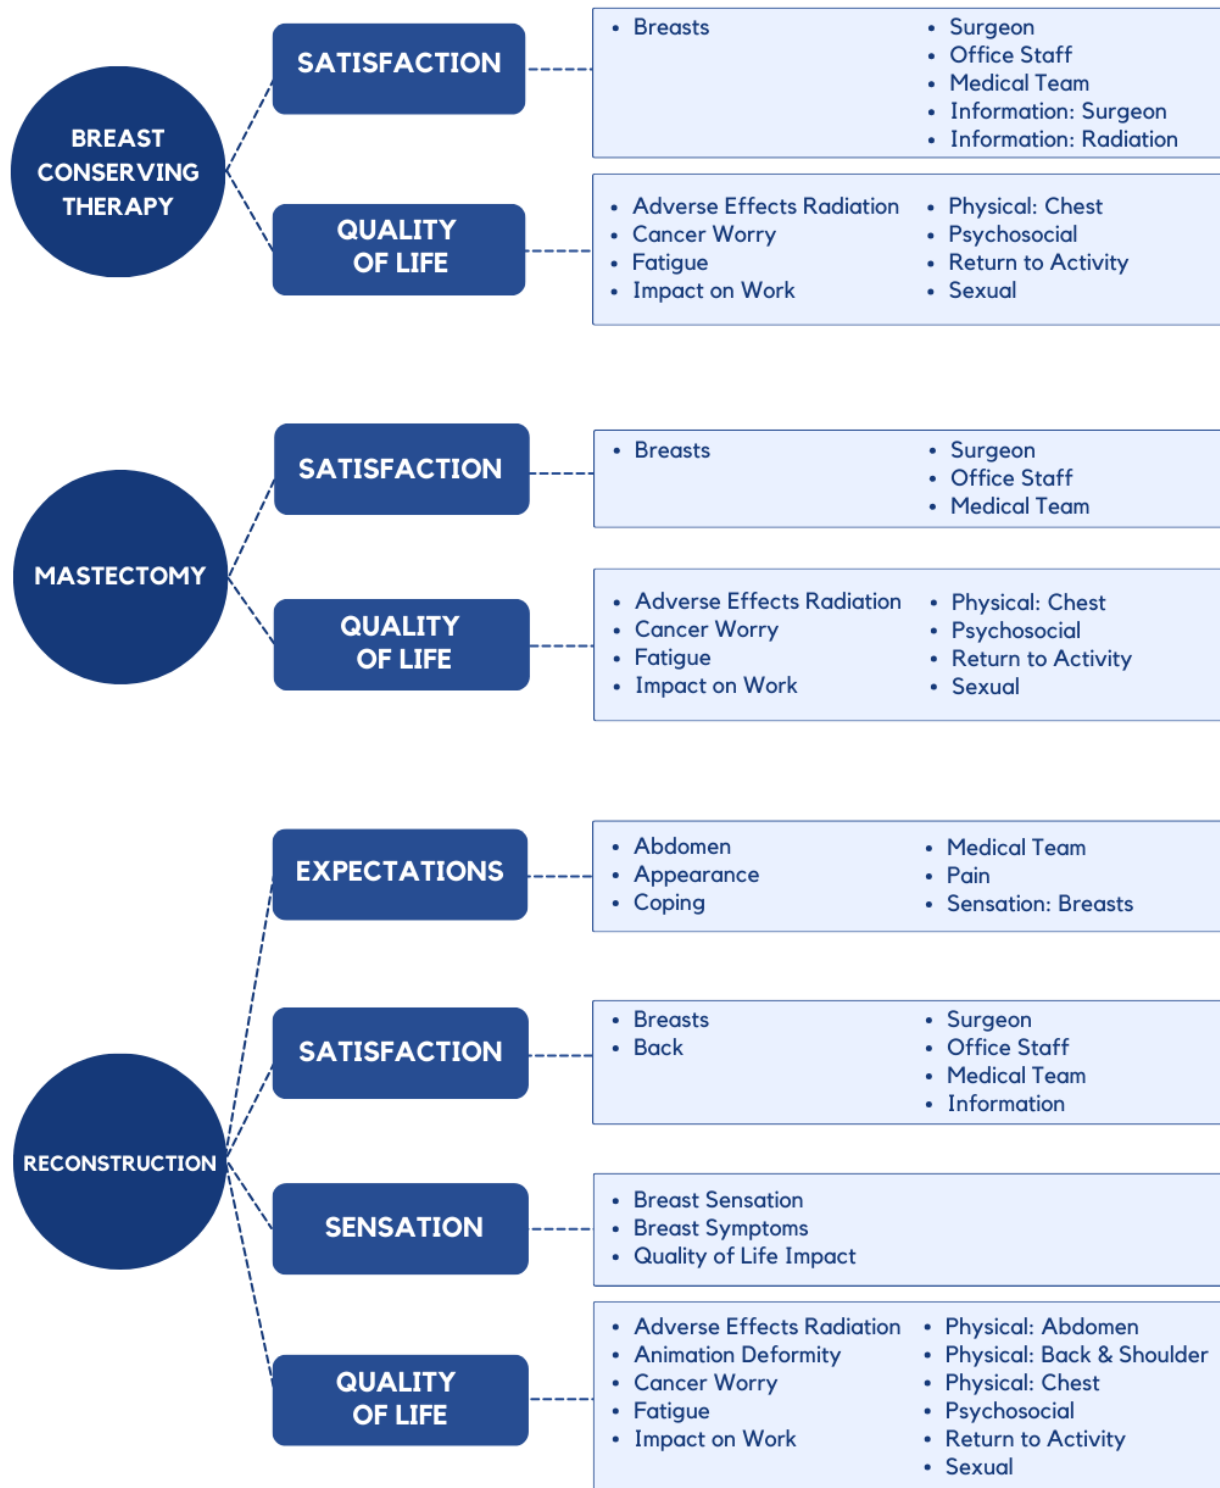 BREAST
CONSERVING
THERAPY
SATISFACTION
• Breasts
• Surgeon
• Office Staff
• Medical Team
• Information: Surgeon
• Information: Radiation
QUALITY
OF LIFE
• Adverse Effects Radiation
• Cancer Worry
• Fatigue
• Impact on Work
• Physical: Chest
• Psychosocial
• Return to Activity
• Sexual
MASTECTOMY
SATISFACTION
• Breasts
• Surgeon
• Office Staff
• Medical Team
QUALITY
OF LIFE
• Adverse Effects Radiation
• Cancer Worry
• Fatigue
• Impact on Work
• Physical: Chest
• Psychosocial
• Return to Activity
• Sexual
RECONSTRUCTION
EXPECTATIONS
• Abdomen
• Appearance
• Coping
• Medical Team
• Pain
• Sensation: Breasts
SATISFACTION
• Breasts
• Back
• Surgeon
• Office Staff
• Medical Team
• Information
SENSATION
• Breast Sensation
• Breast Symptoms
• Quality of Life Impact
QUALITY
OF LIFE
• Adverse Effects Radiation
• Animation Deformity
• Cancer Worry
• Fatigue
• Impact on Work
• Physical: Abdomen
• Physical: Back & Shoulder
• Physical: Chest
• Psychosocial
• Return to Activity
• Sexual